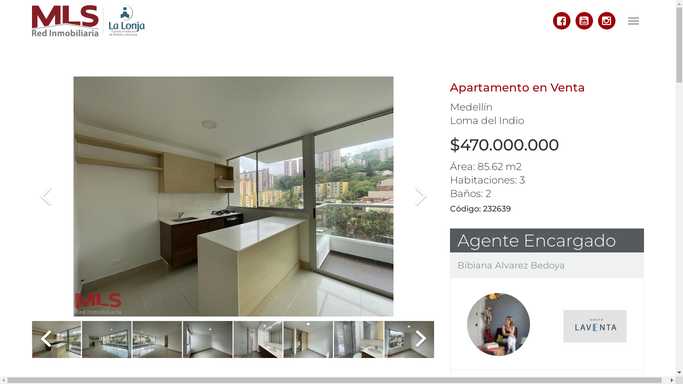 MLS
Red Inmobiliaria
La Lonja
Apartamento en Venta
Medellín
Loma del Indio
$470.000.000
Área: 85.62 m2
Habitaciones: 3
Baños: 2
Código: 232639
MLS
Red Inmobiliaria
Agente Encargado
Bibiana Alvarez Bedoya
LAVENTA